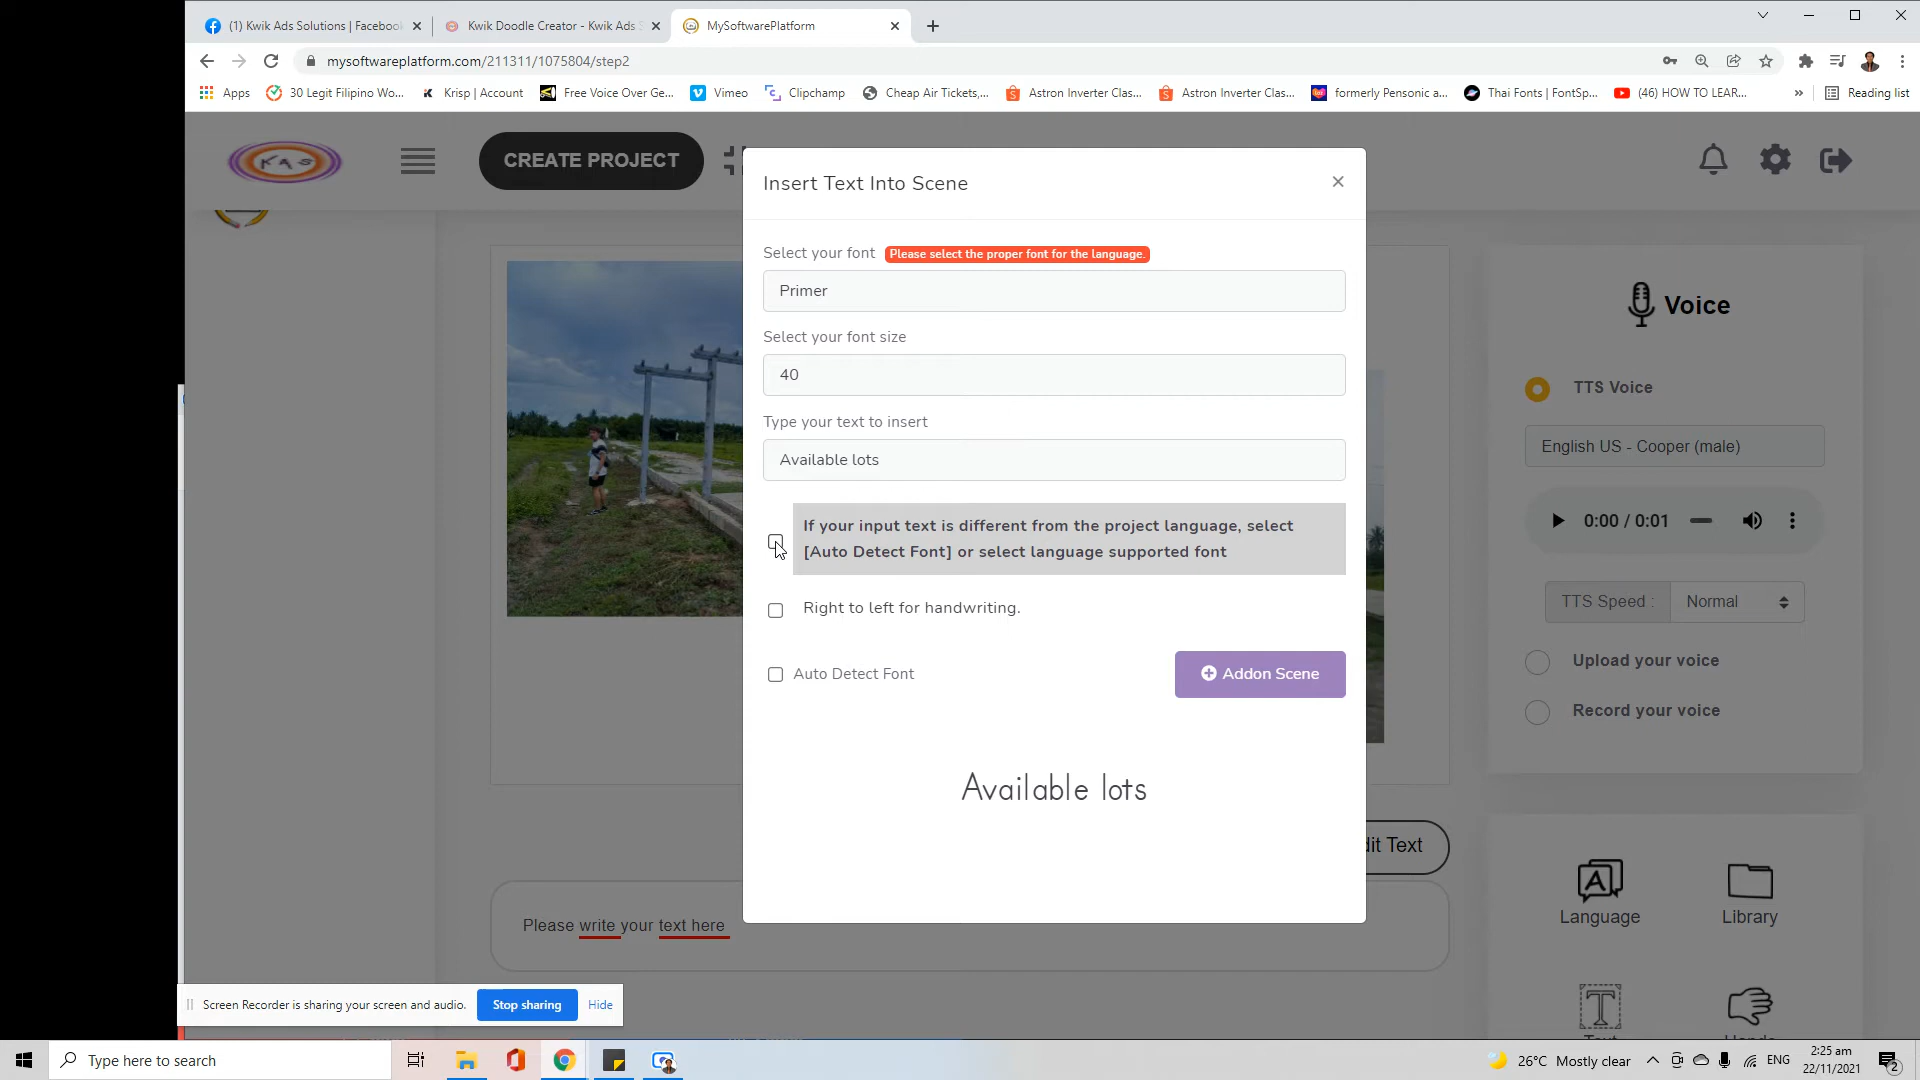 (1) Kwik Ads Solutions | Facebook
Kwik Doodle Creator - Kwik Ads S
MySoftwarePlatform
mysoftwareplatform.com/211311/1075804/step2
Apps
30 Legit Filipino Wo...
Krisp | Account
Free Voice Over Ge...
Vimeo
Clipchamp
Cheap Air Tickets,...
Astron Inverter Clas...
Astron Inverter Clas...
formerly Pensonic a...
Thai Fonts | FontSp...
(46) HOW TO LEAR...
»
Reading list
KAS
CREATE PROJECT
Insert Text Into Scene
Select your font
Please select the proper font for the language.
Primer
Select your font size
40
Type your text to insert
Available lots
If your input text is different from the project language, select
[Auto Detect Font] or select language supported font
Right to left for handwriting.
Auto Detect Font
Addon Scene
Available lots
Voice
TTS Voice
English US - Cooper (male)
0:00 / 0:01
TTS Speed :
Normal
Upload your voice
Record your voice
dit Text
Please write your text here
Language
Library
Text
Hands
Screen Recorder is sharing your screen and audio.
Stop sharing
Hide
Type here to search
26°C Mostly clear
ENG
2:25 am
22/11/2021
2